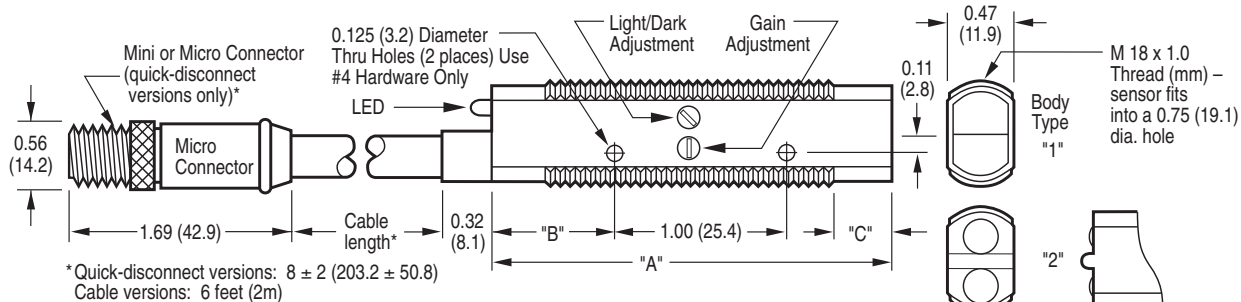 Mini or Micro Connector
(quick-disconnect
versions only)*
0.125 (3.2) Diameter
Thru Holes (2 places) Use
#4 Hardware Only
LED
Light/Dark
Adjustment
Gain
Adjustment
0.47
(11.9)
0.11
(2.8)
M 18 x 1.0
Thread (mm) –
sensor fits
into a 0.75 (19.1)
dia. hole
Body
Type
"1"
0.56
(14.2)
Micro
Connector
1.69 (42.9)
Cable
length*
0.32
(8.1)
"B"
1.00 (25.4)
"C"
"A"
"2"
*Quick-disconnect versions: 8 ± 2 (203.2 ± 50.8)
Cable versions: 6 feet (2m)